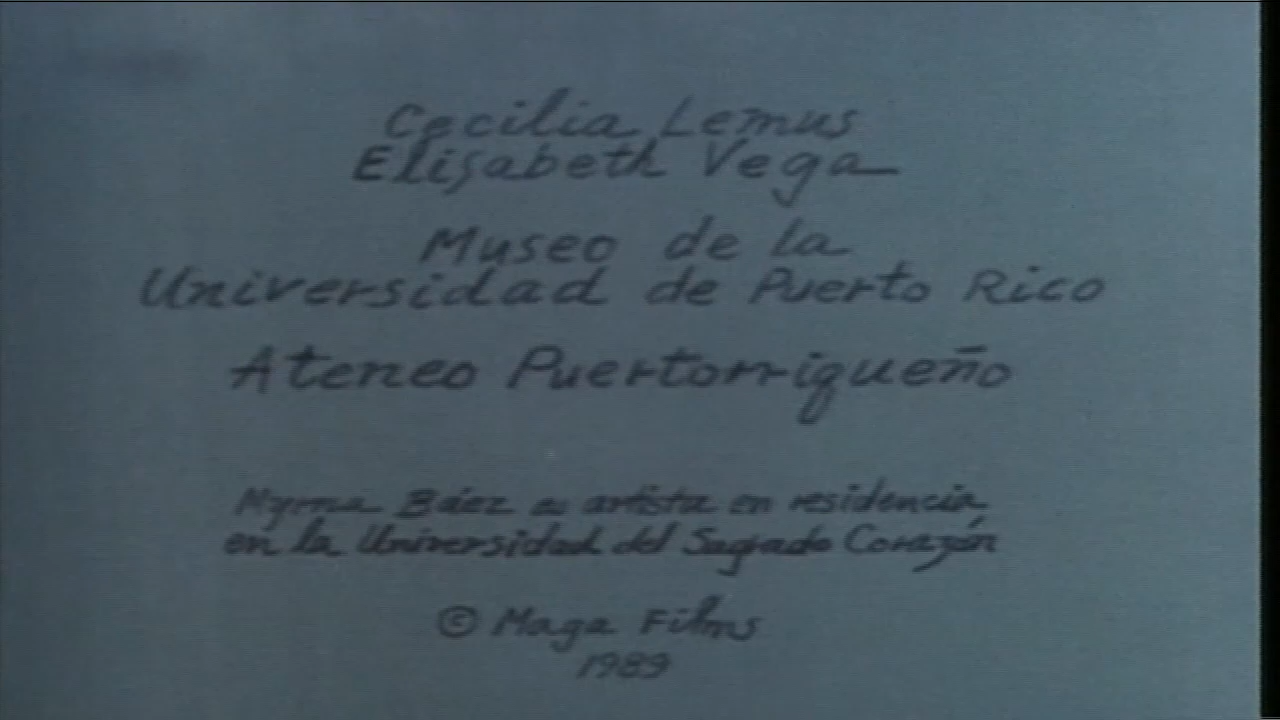 Cecilia Lemus
Elisabeth Vega
Museo de la
Universidad de Puerto Rico
Ateneo Puertorriqueño
Myrna Báez es artista en residencia
en la Universidad del Sagrado Corazón
© Maga Films
1989